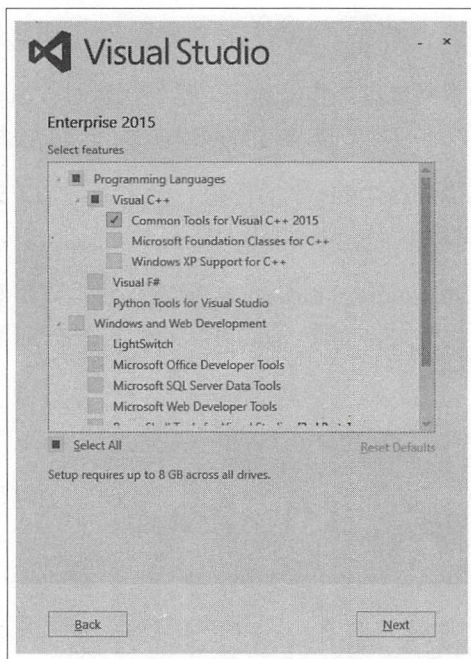 Visual Studio
Enterprise 2015
Select features
Programming Languages
Visual C++
Common Tools for Visual C++ 2015
Microsoft Foundation Classes for C++
Windows XP Support for C++
Visual F#
Python Tools for Visual Studio
Windows and Web Development
LightSwitch
Microsoft Office Developer Tools
Microsoft SQL Server Data Tools
Microsoft Web Developer Tools
Select All
Reset Defaults
Setup requires up to 8 GB across all drives.
Back
Next